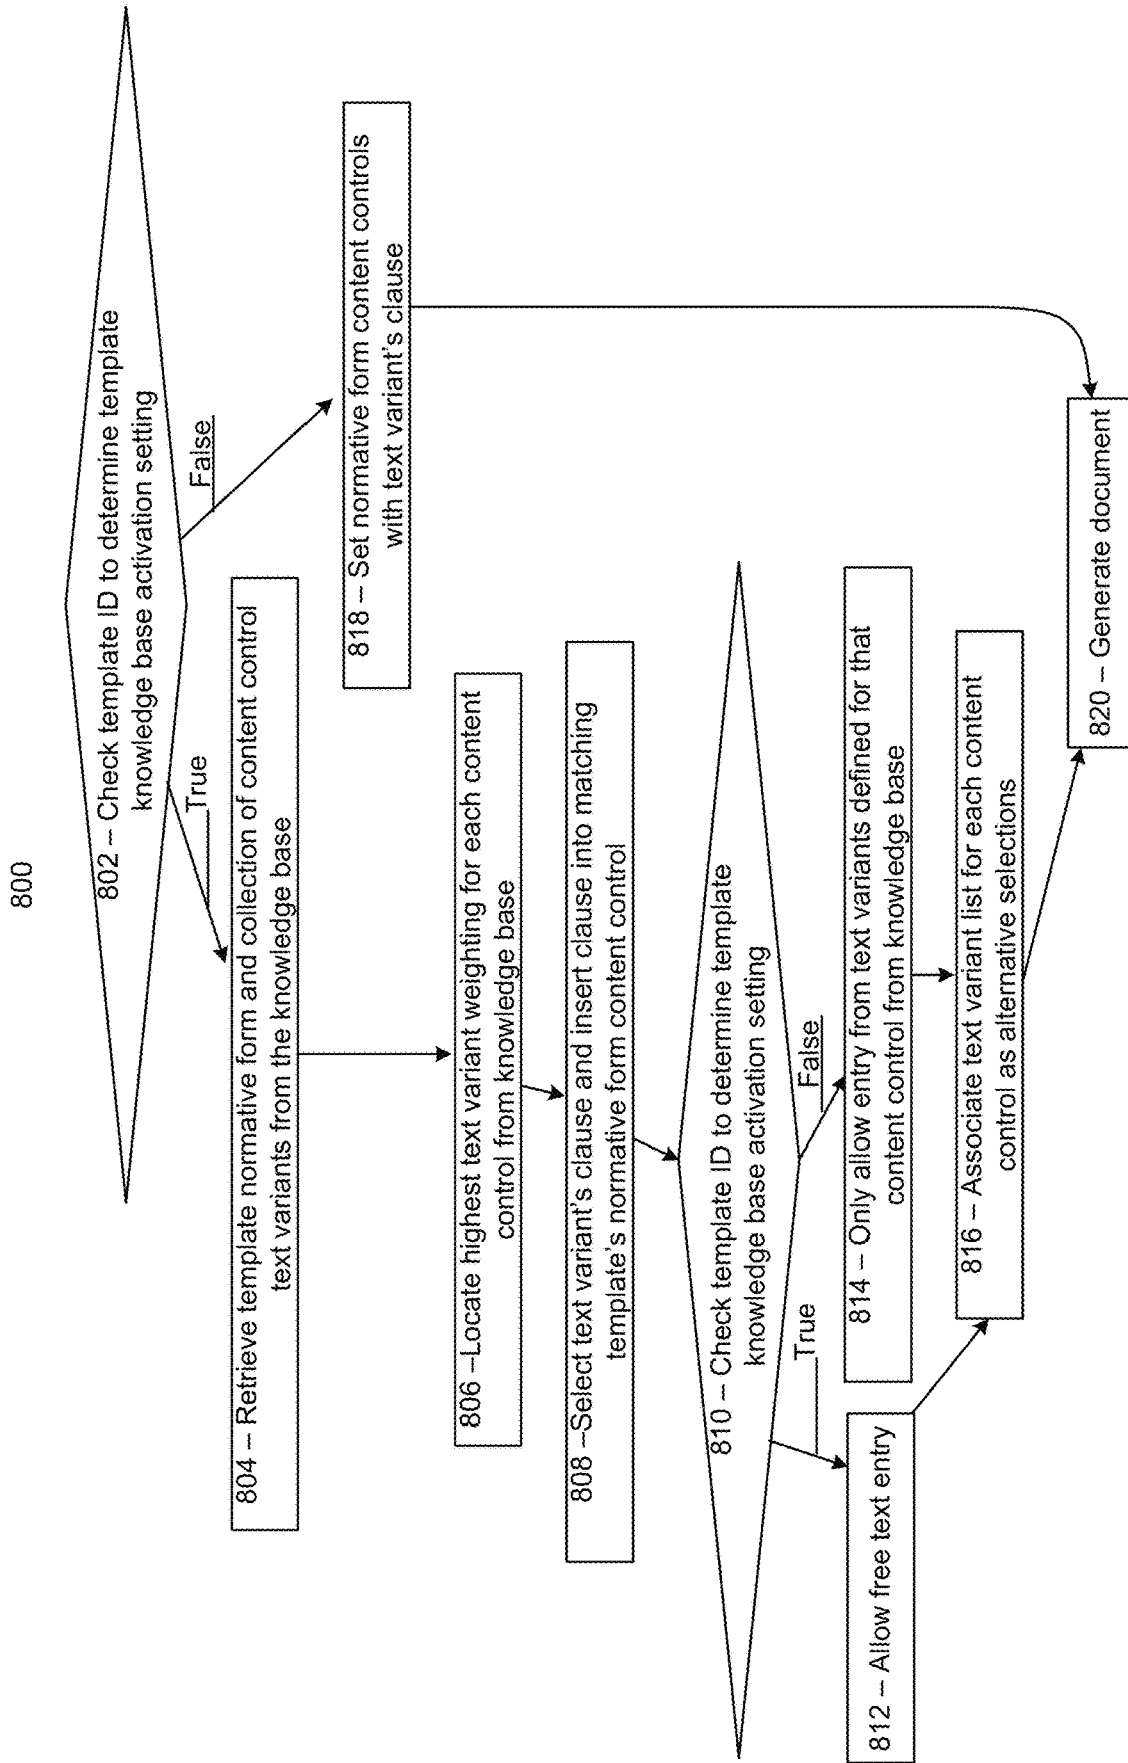 800
802 – Check template ID to determine template
knowledge base activation setting
True
False
804 – Retrieve template normative form and collection of content control
text variants from the knowledge base
818 – Set normative form content controls
with text variant's clause
806 –Locate highest text variant weighting for each content
control from knowledge base
808 –Select text variant's clause and insert clause into matching
template's normative form content control
810 – Check template ID to determine template
knowledge base activation setting
True
False
812 – Allow free text entry
814 – Only allow entry from text variants defined for that
content control from knowledge base
816 – Associate text variant list for each content
control as alternative selections
820 – Generate document